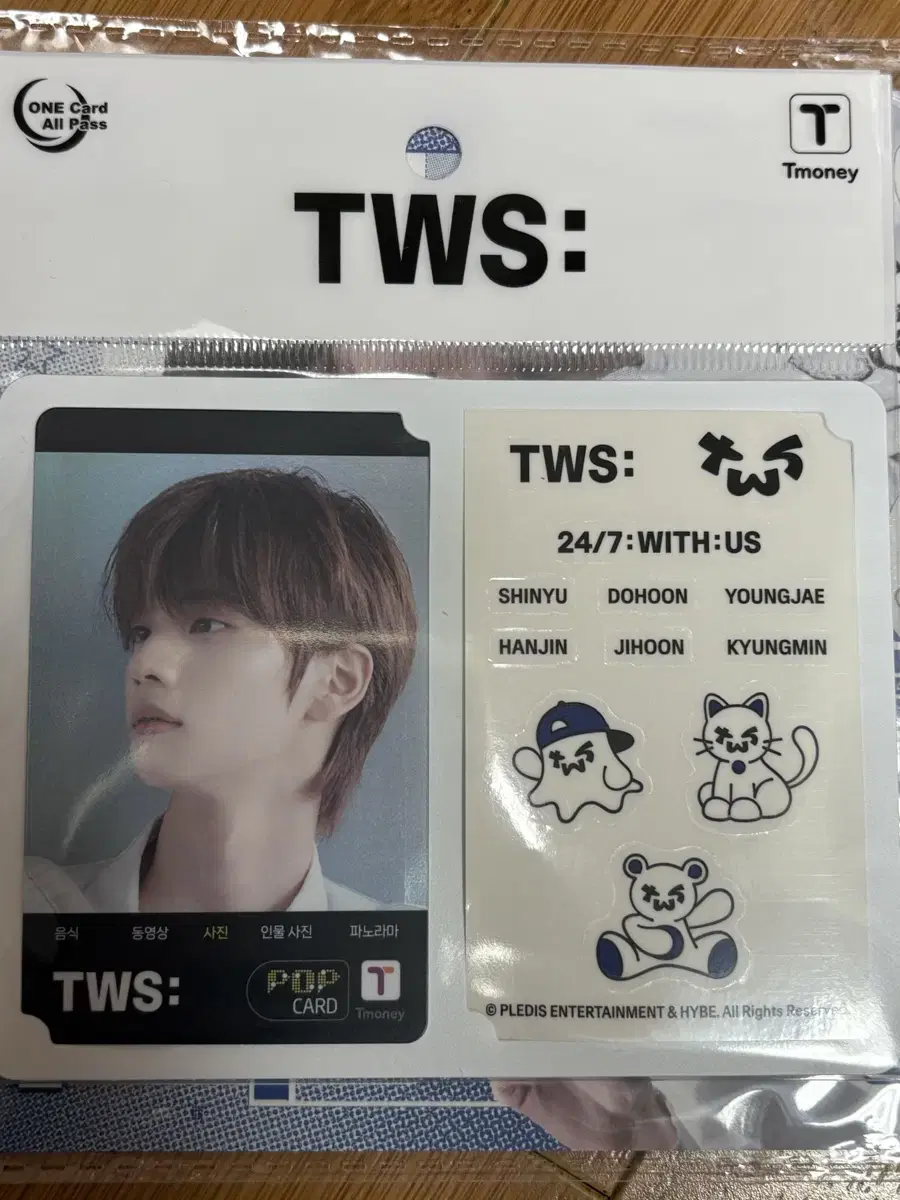 ONE Card
All Pass
T
Tmoney
TWS:
음식 동영상 사진 인물 사진 파노라마
TWS:
POP
CARD
T
Tmoney
TWS: tws
24/7:WITH:US
SHINYU DOHOON YOUNGJAE
HANJIN JIHOON KYUNGMIN
© PLEDIS ENTERTAINMENT & HYBE. All Rights Reserved.